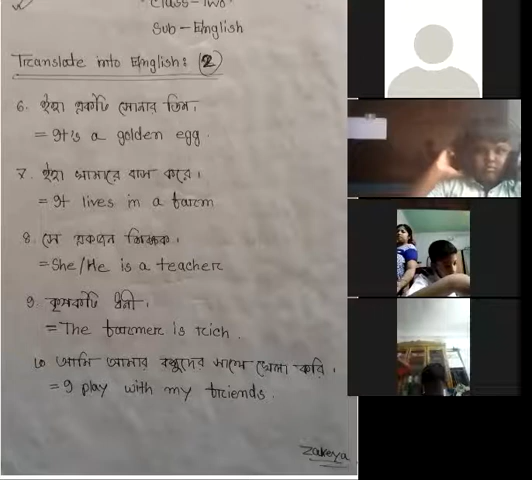 Class-Two
Sub-English
Translate into English: 2
6. ইহা একটি সোনার ডিম।
= It is a golden egg.
7. ইহা খামারে বাস করে।
= It lives in a farm
8. সে একজন শিক্ষক।
= She/He is a teacher
9. কৃষকটি ধনী।
= The farmer is rich.
১০ আমি আমার বন্ধুদের সাথে খেলা করি।
= I play with my friends.
Zakeya